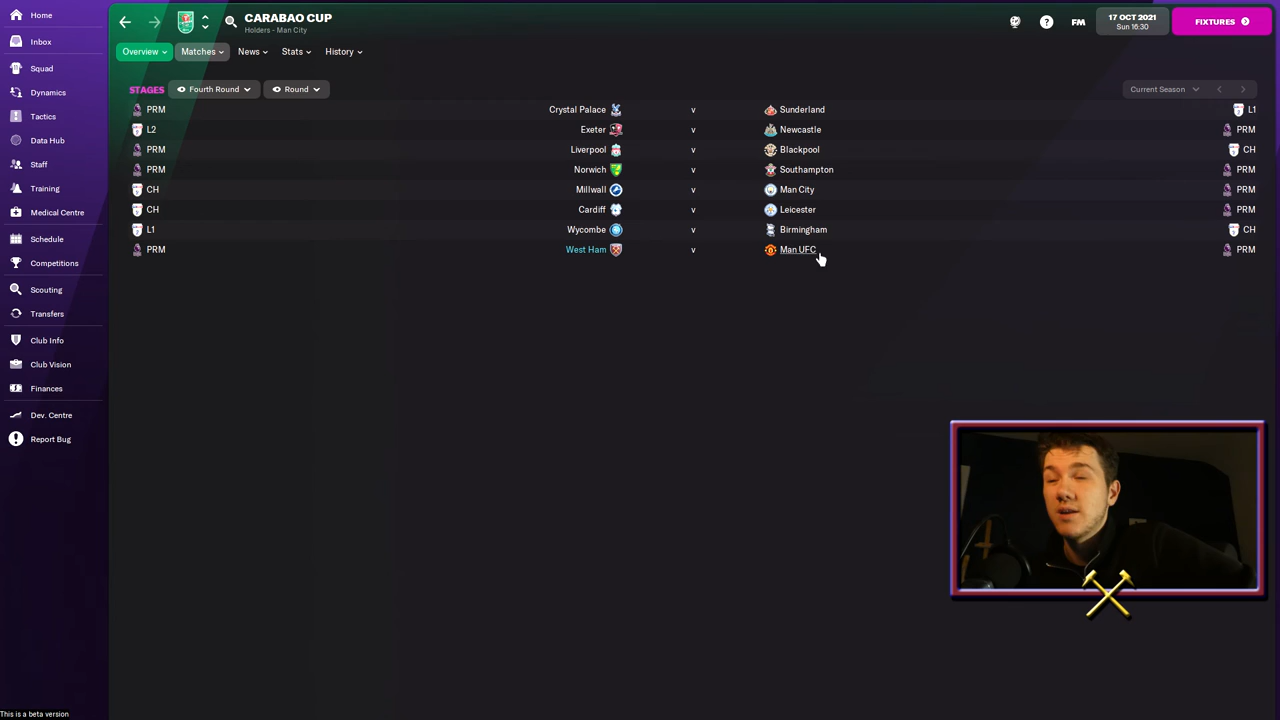 Home
Inbox
Squad
Dynamics
Tactics
Data Hub
Staff
Training
Medical Centre
Schedule
Competitions
Scouting
Transfers
Club Info
Club Vision
Finances
Dev. Centre
Report Bug
This is a beta version
CARABAO CUP
Holders - Man City
FM
17 OCT 2021
Sun 16:30
FIXTURES
Overview Matches News Stats History
STAGES Fourth Round Round Current Season
PRM Crystal Palace v Sunderland L1
L2 Exeter v Newcastle PRM
PRM Liverpool v Blackpool CH
PRM Norwich v Southampton PRM
CH Millwall v Man City PRM
CH Cardiff v Leicester PRM
L1 Wycombe v Birmingham CH
PRM West Ham v Man UFC PRM